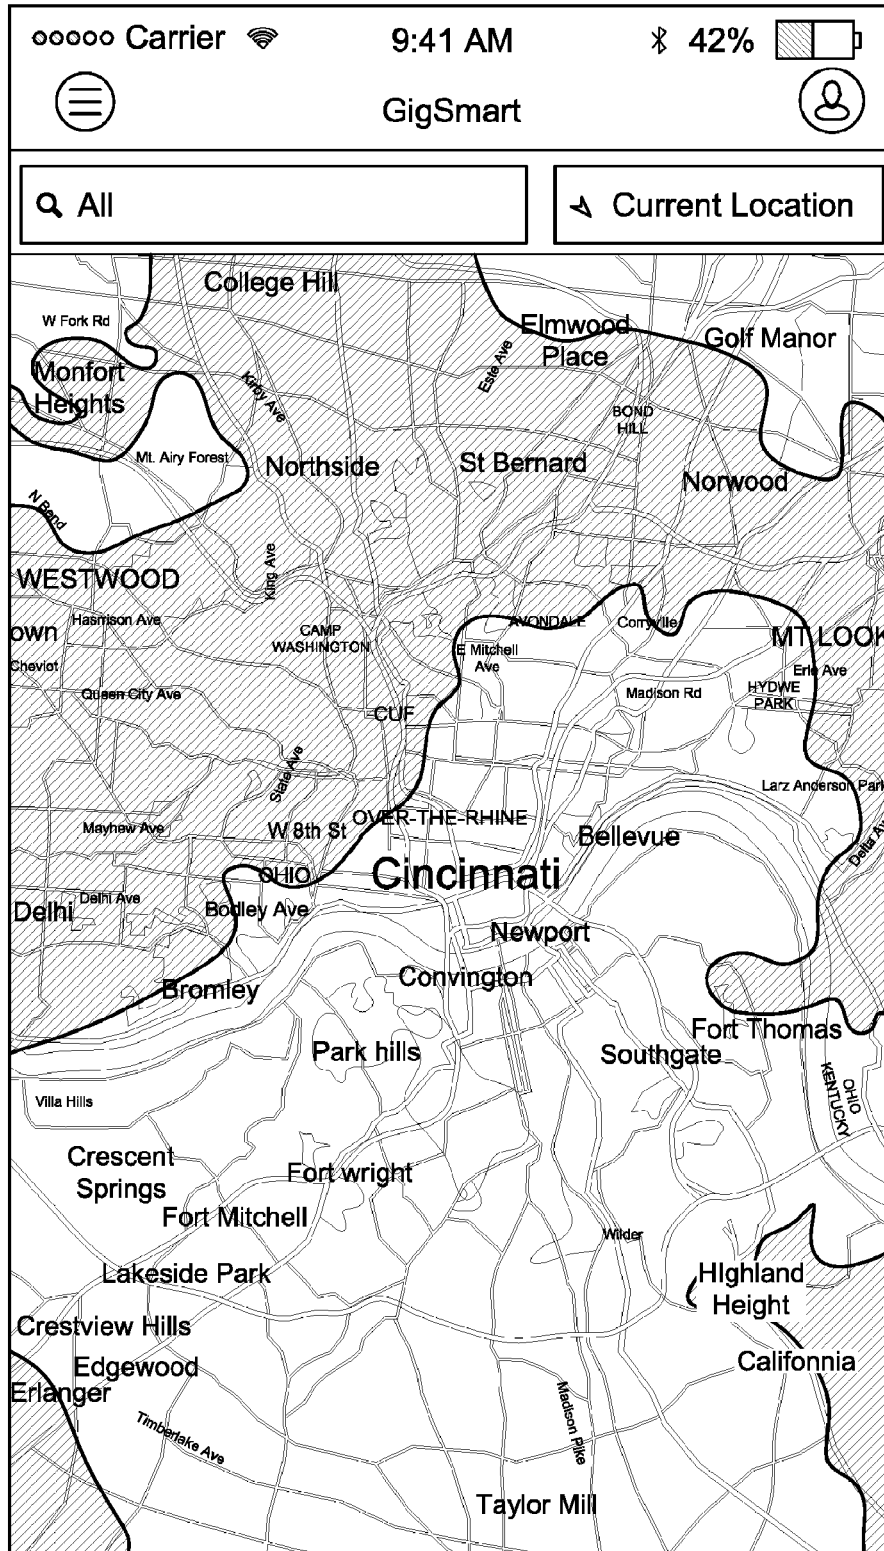 Carrier 9:41 AM 42%
GigSmart
All
Current Location
College Hill
W Fork Rd
Elmwood
Place
Golf Manor
Este Ave
Monfort
Heights
Kirby Ave
BOND
HILL
Mt. Airy Forest
Northside
St Bernard
Norwood
N Bend
WESTWOOD
King Ave
Hasrrison Ave
own
CAMP
WASHINGTON
AVONDALE
Corryville
MT LOOK
Cheviot
E Mitchell
Ave
Erle Ave
Queen City Ave
Madison Rd
HYDWE
PARK
CUF
State Ave
Larz Anderson Park
Mayhew Ave
W 8th St
OVER-THE-RHINE
Bellevue
Delta Av
OHIO
Cincinnati
Delhi
Delhi Ave
Bodley Ave
Newport
Bromley
Convington
Fort Thomas
Park hills
Southgate
OHIO
KENTUCKY
Villa Hills
Crescent
Springs
Fort wright
Fort Mitchell
Wilder
Lakeside Park
HIghland
Height
Crestview Hills
Edgewood
Califonnia
Erlanger
Timberlake Ave
Madison Pike
Taylor Mill